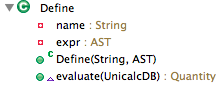 Define
name : String
expr : AST
Define(String, AST)
evaluate(UnicalcDB) : Quantity